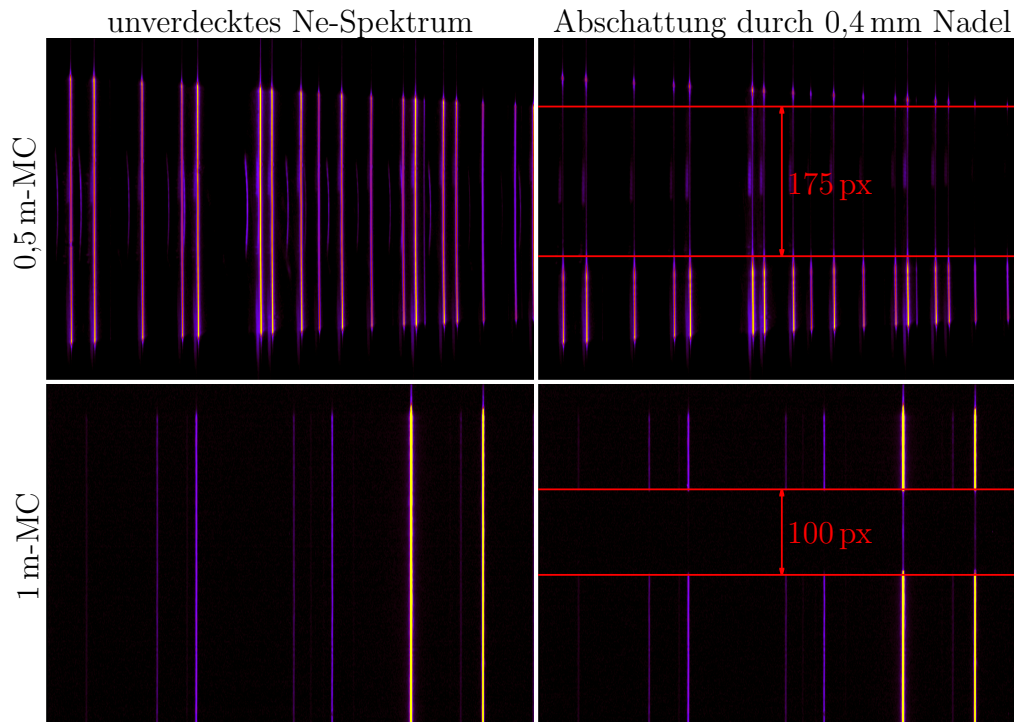 unverdecktes Ne-Spektrum
Abschattung durch 0,4 mm Nadel
0,5 m-MC
175 px
1 m-MC
100 px